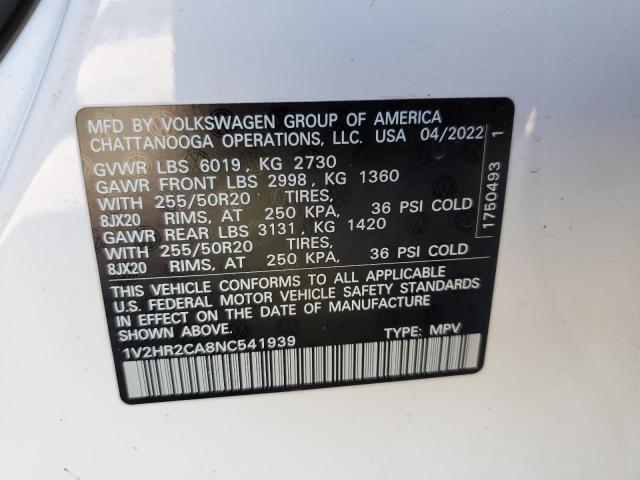 MFD BY VOLKSWAGEN GROUP OF AMERICA
CHATTANOOGA OPERATIONS, LLC. USA 04/2022
GVWR LBS 6019, KG 2730
GAWR FRONT LBS 2998, KG 1360
WITH 255/50R20 TIRES,
8JX20 RIMS, AT 250 KPA, 36 PSI COLD
GAWR REAR LBS 3131, KG 1420
WITH 255/50R20 TIRES,
8JX20 RIMS, AT 250 KPA, 36 PSI COLD
THIS VEHICLE CONFORMS TO ALL APPLICABLE
U.S. FEDERAL MOTOR VEHICLE SAFETY STANDARDS
IN EFFECT ON THE DATE OF MANUFACTURE
SHOWN ABOVE.
1V2HR2CA8NC541939 TYPE: MPV
1750493 1